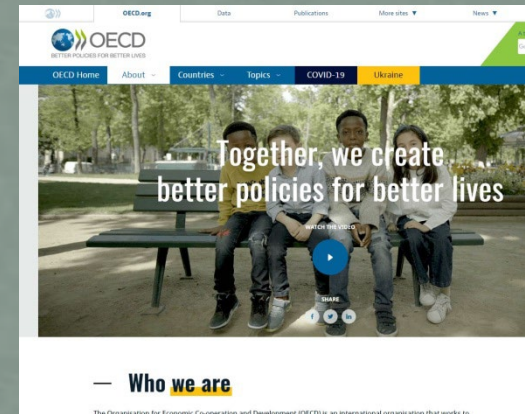 OECD.org Data Publications More sites ▼ News ▼
OECD
BETTER POLICIES FOR BETTER LIVES
OECD Home About Countries Topics COVID-19 Ukraine
Together, we create
better policies for better lives
WATCH THE VIDEO
SHARE
Who we are
The Organisation for Economic Co-operation and Development (OECD) is an international organisation that works to